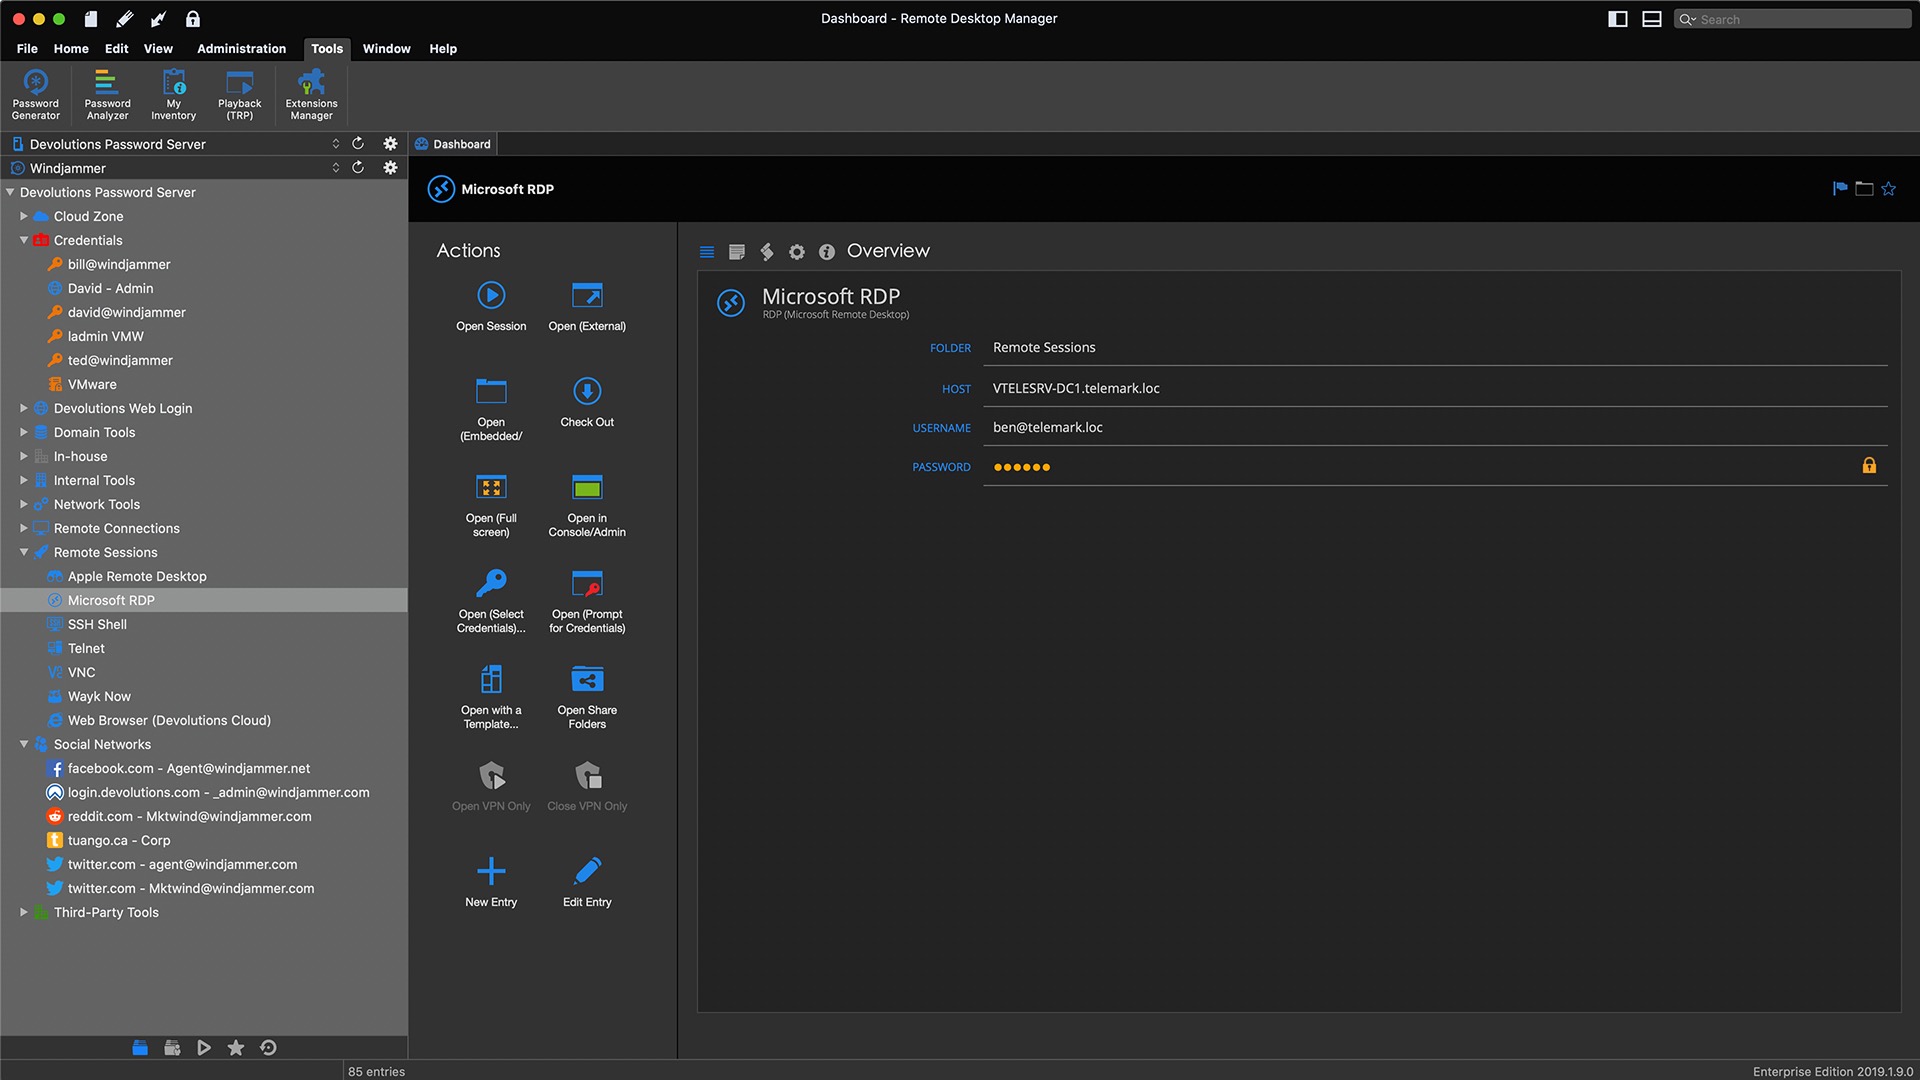 Dashboard - Remote Desktop Manager
Search
File Home Edit View Administration Tools Window Help
Password Generator
Password Analyzer
My Inventory
Playback (TRP)
Extensions Manager
Devolutions Password Server
Windjammer
Devolutions Password Server
Cloud Zone
Credentials
bill@windjammer
David - Admin
david@windjammer
ladmin VMW
ted@windjammer
VMware
Devolutions Web Login
Domain Tools
In-house
Internal Tools
Network Tools
Remote Connections
Remote Sessions
Apple Remote Desktop
Microsoft RDP
SSH Shell
Telnet
VNC
Wayk Now
Web Browser (Devolutions Cloud)
Social Networks
facebook.com - Agent@windjammer.net
login.devolutions.com - _admin@windjammer.com
reddit.com - Mktwind@windjammer.com
tuango.ca - Corp
twitter.com - agent@windjammer.com
twitter.com - Mktwind@windjammer.com
Third-Party Tools
Dashboard
Microsoft RDP
Actions
Open Session
Open (External)
Open (Embedded/
Check Out
Open (Full screen)
Open in Console/Admin
Open (Select Credentials)...
Open (Prompt for Credentials)
Open with a Template...
Open Share Folders
Open VPN Only
Close VPN Only
New Entry
Edit Entry
Overview
Microsoft RDP
RDP (Microsoft Remote Desktop)
FOLDER Remote Sessions
HOST VTELESRV-DC1.telemark.loc
USERNAME ben@telemark.loc
PASSWORD ●●●●●●
85 entries
Enterprise Edition 2019.1.9.0